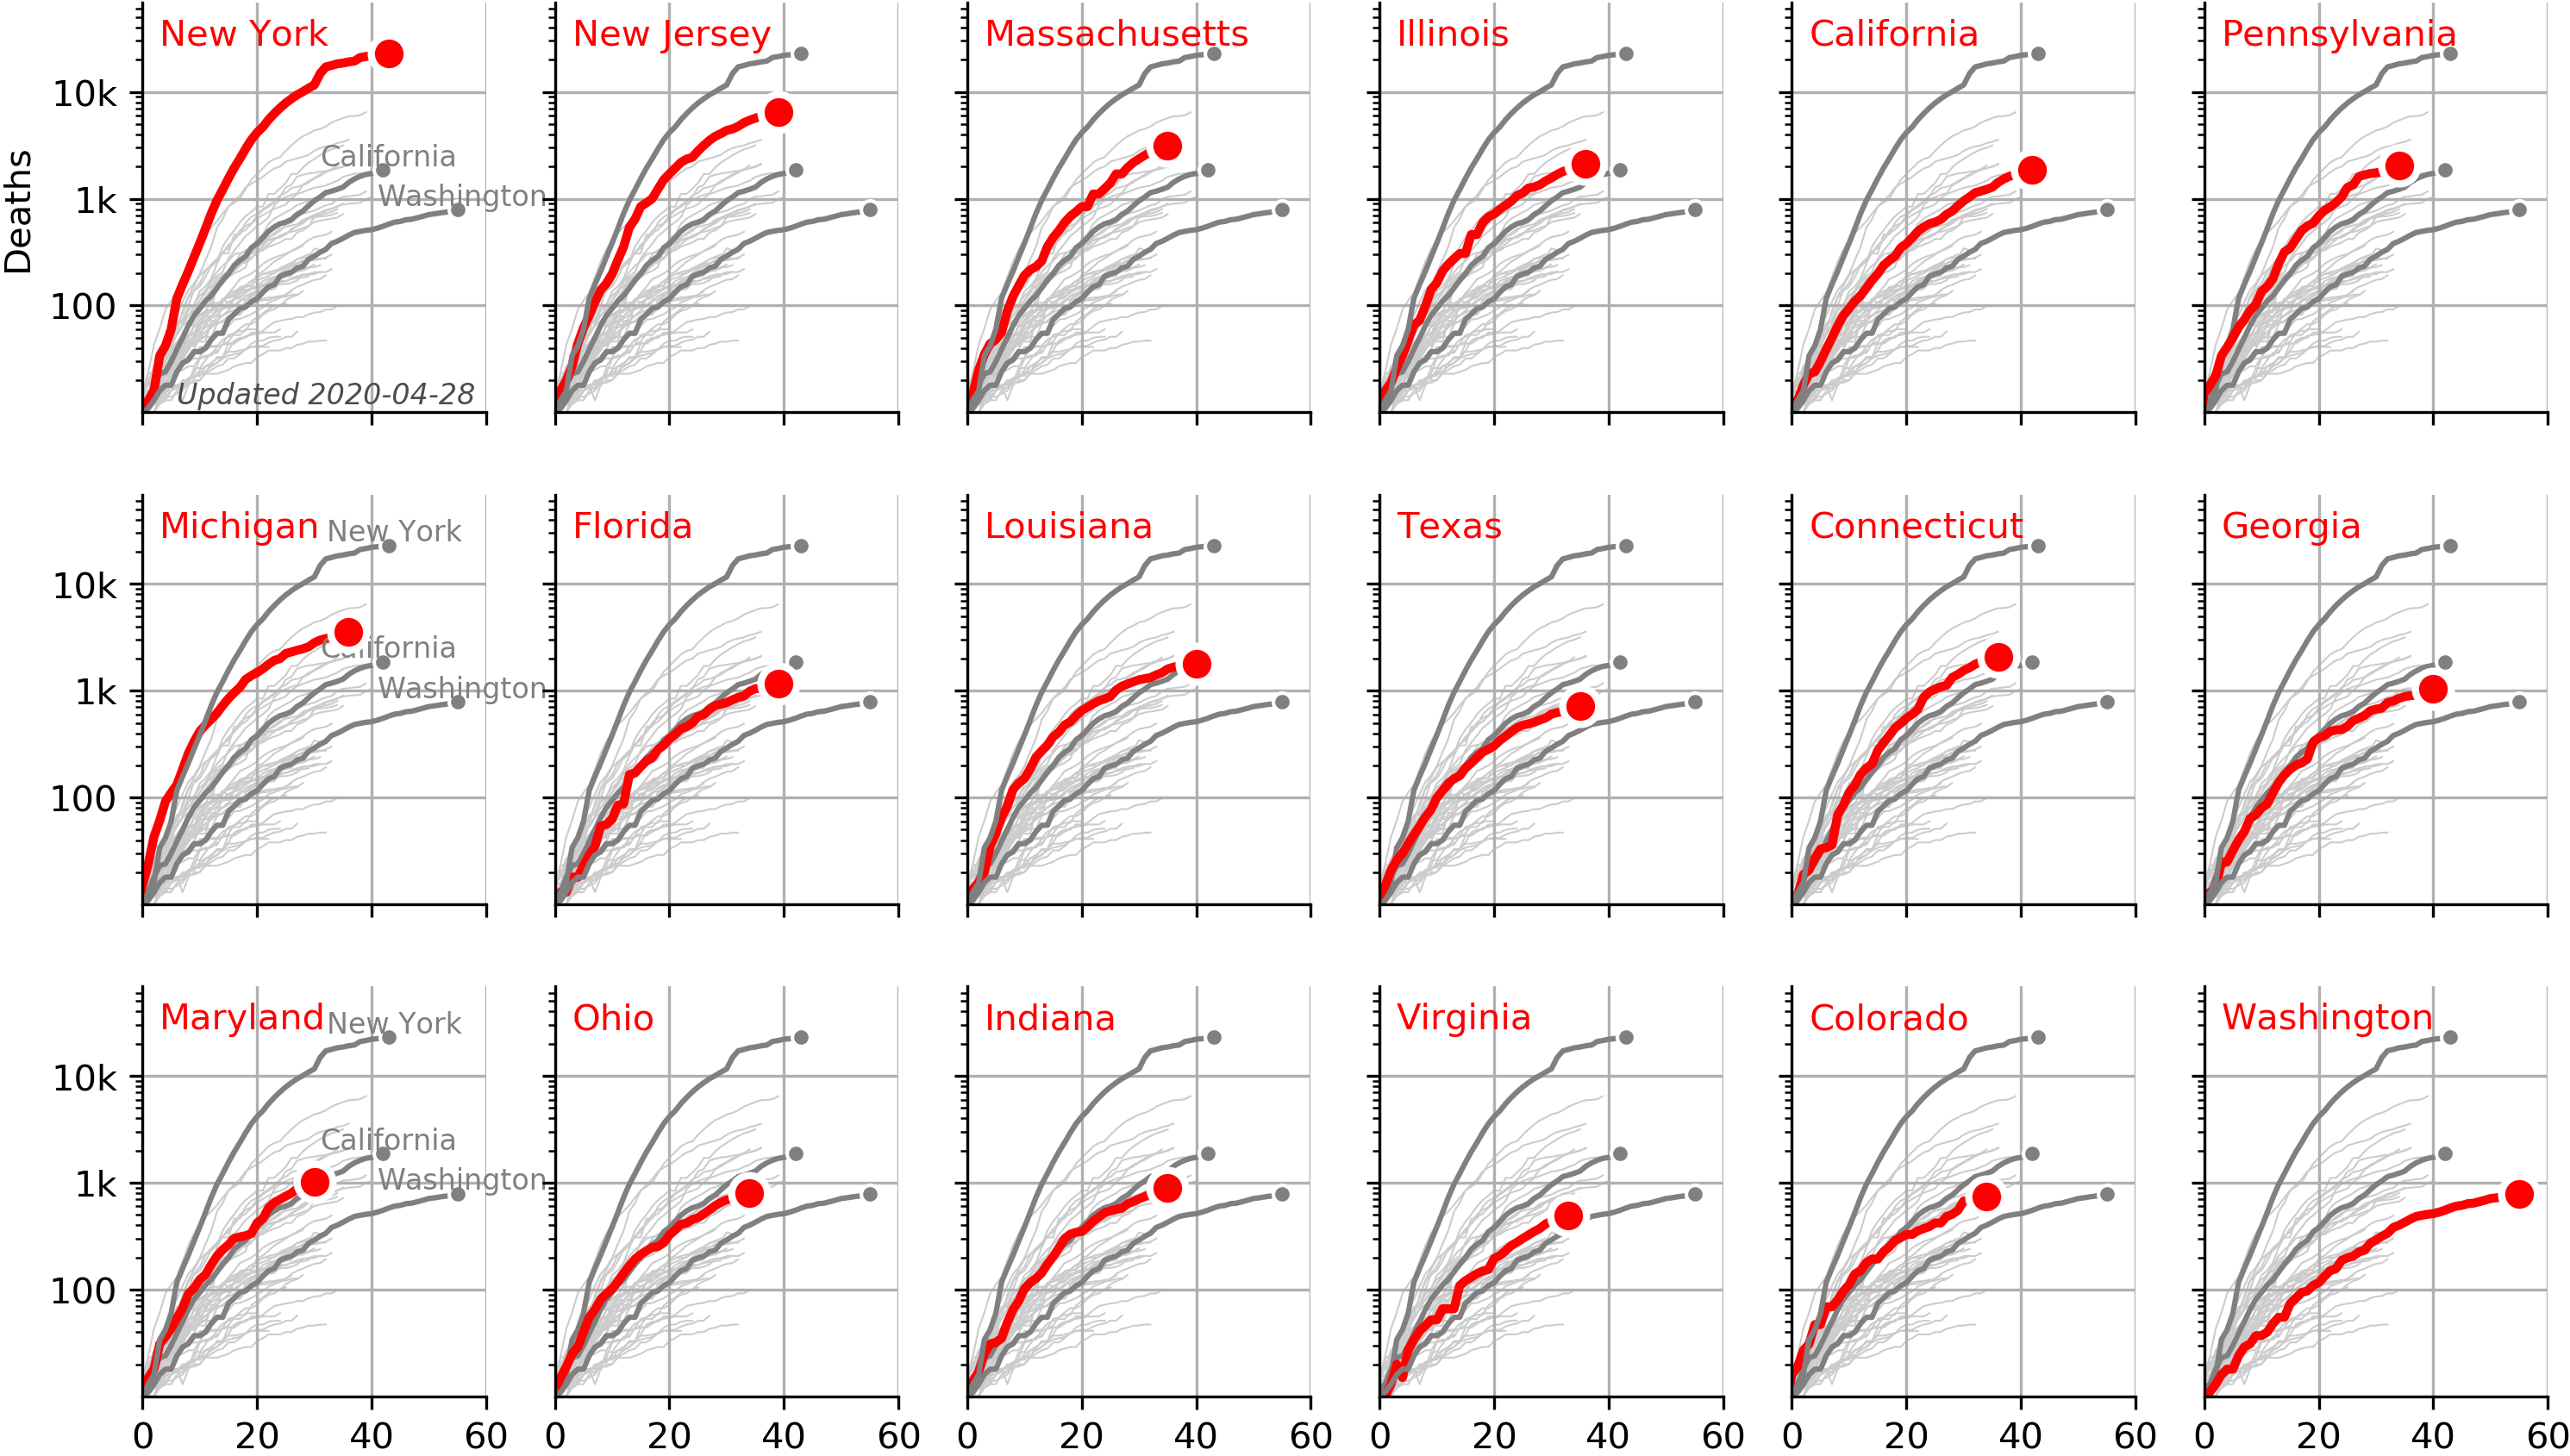 New York
New Jersey
Massachusetts
Illinois
California
Pennsylvania
10k
1k
100
Deaths
California
Washington
Updated 2020-04-28
Michigan
New York
Florida
Louisiana
Texas
Connecticut
Georgia
10k
1k
100
California
Washington
Maryland
New York
Ohio
Indiana
Virginia
Colorado
Washington
10k
1k
100
California
Washington
0 20 40 60
0 20 40 60
0 20 40 60
0 20 40 60
0 20 40 60
0 20 40 60